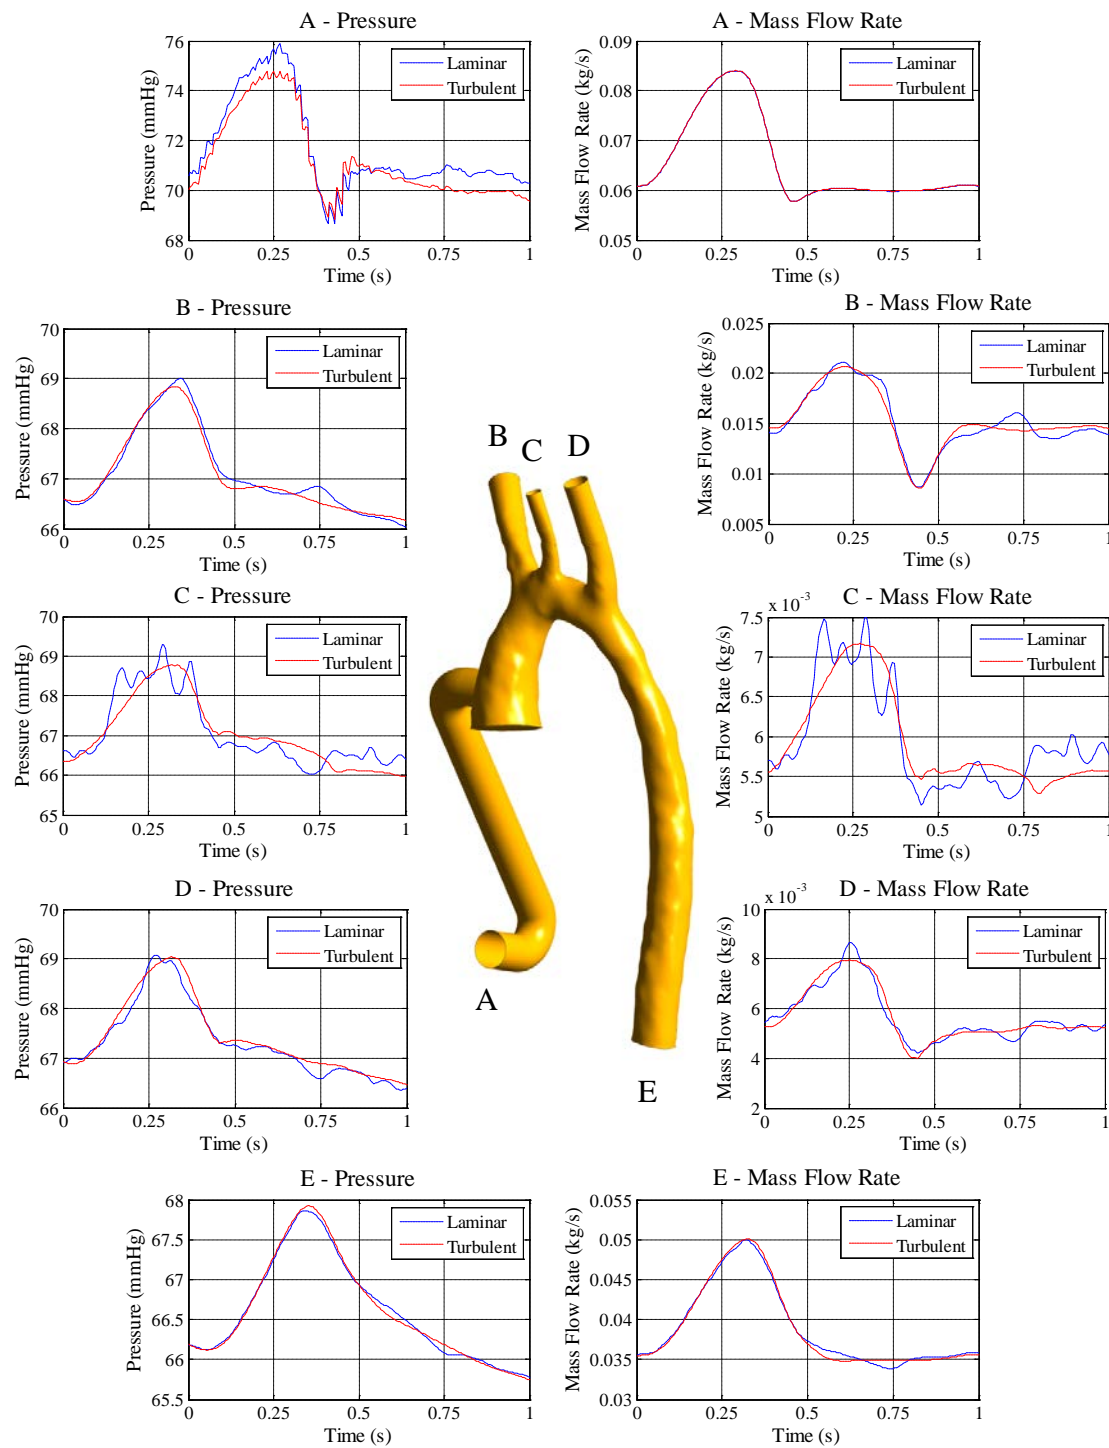 A - Pressure
76
74
72
70
68
Pressure (mmHg)
0
0.25
0.5
0.75
1
Time (s)
Laminar
Turbulent
A - Mass Flow Rate
0.09
0.08
0.07
0.06
0.05
Mass Flow Rate (kg/s)
0
0.25
0.5
0.75
1
Time (s)
Laminar
Turbulent
B - Pressure
70
69
68
67
66
Pressure (mmHg)
0
0.25
0.5
0.75
1
Time (s)
Laminar
Turbulent
B - Mass Flow Rate
0.025
0.02
0.015
0.01
0.005
Mass Flow Rate (kg/s)
0
0.25
0.5
0.75
1
Time (s)
Laminar
Turbulent
B
C
D
A
E
C - Pressure
70
69
68
67
66
65
Pressure (mmHg)
0
0.25
0.5
0.75
1
Time (s)
Laminar
Turbulent
C - Mass Flow Rate
x 10⁻³
7.5
7
6.5
6
5.5
5
Mass Flow Rate (kg/s)
0
0.25
0.5
0.75
1
Time (s)
Laminar
Turbulent
D - Pressure
70
69
68
67
66
Pressure (mmHg)
0
0.25
0.5
0.75
1
Time (s)
Laminar
Turbulent
D - Mass Flow Rate
x 10⁻³
10
8
6
4
2
Mass Flow Rate (kg/s)
0
0.25
0.5
0.75
1
Time (s)
Laminar
Turbulent
E - Pressure
68
67.5
67
66.5
66
65.5
Pressure (mmHg)
0
0.25
0.5
0.75
1
Time (s)
Laminar
Turbulent
E - Mass Flow Rate
0.055
0.05
0.045
0.04
0.035
0.03
Mass Flow Rate (kg/s)
0
0.25
0.5
0.75
1
Time (s)
Laminar
Turbulent